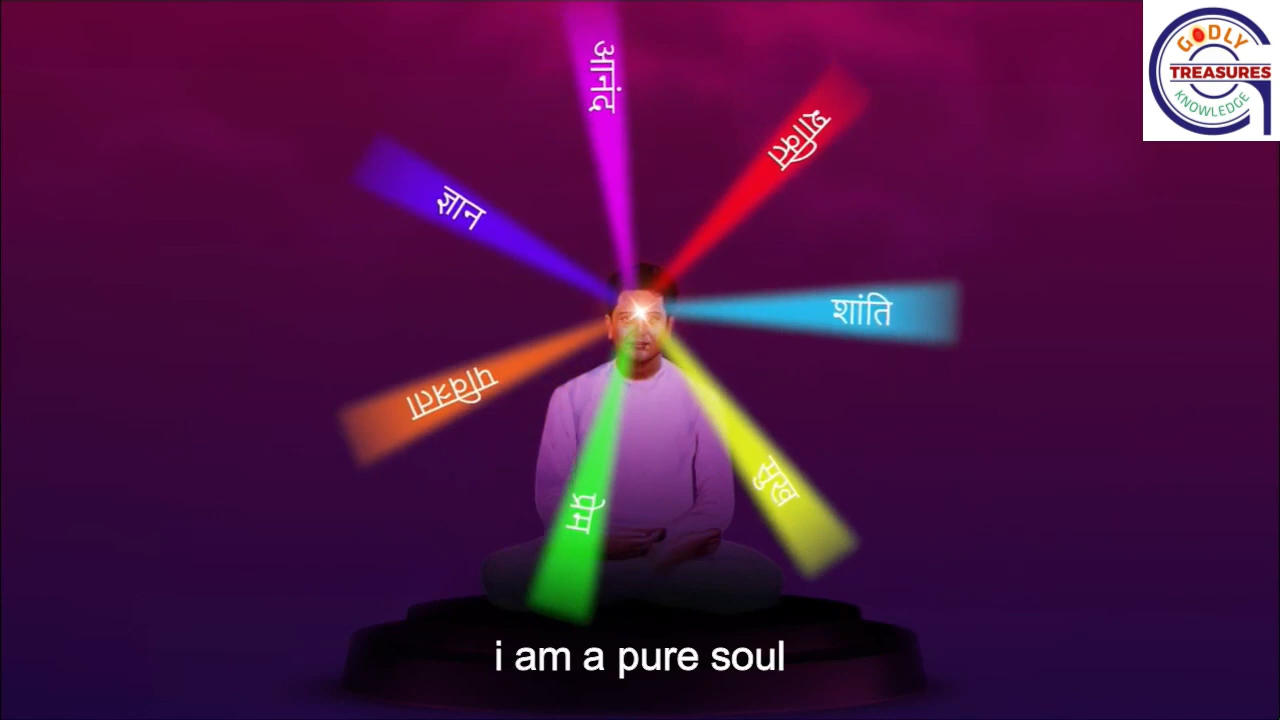 GODLY
TREASURES
KNOWLEDGE
आनंद
शक्ति
ज्ञान
शांति
पवित्रता
सुख
प्रेम
i am a pure soul